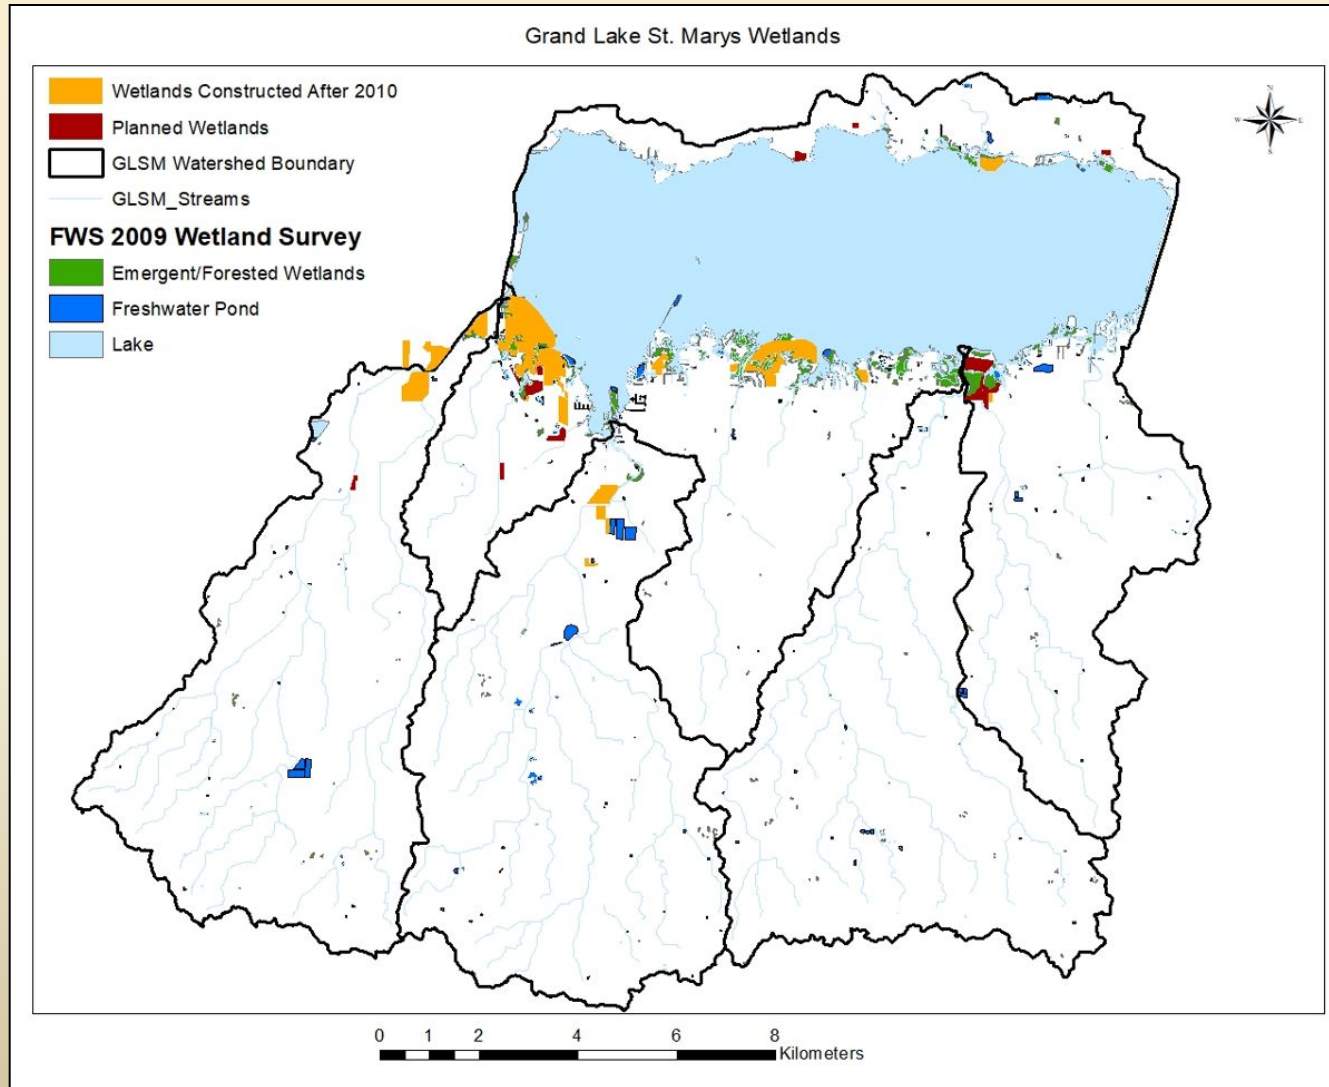 Grand Lake St. Marys Wetlands
Wetlands Constructed After 2010
Planned Wetlands
GLSM Watershed Boundary
GLSM_Streams
FWS 2009 Wetland Survey
Emergent/Forested Wetlands
Freshwater Pond
Lake
N
W E
S
0 1 2 4 6 8
Kilometers